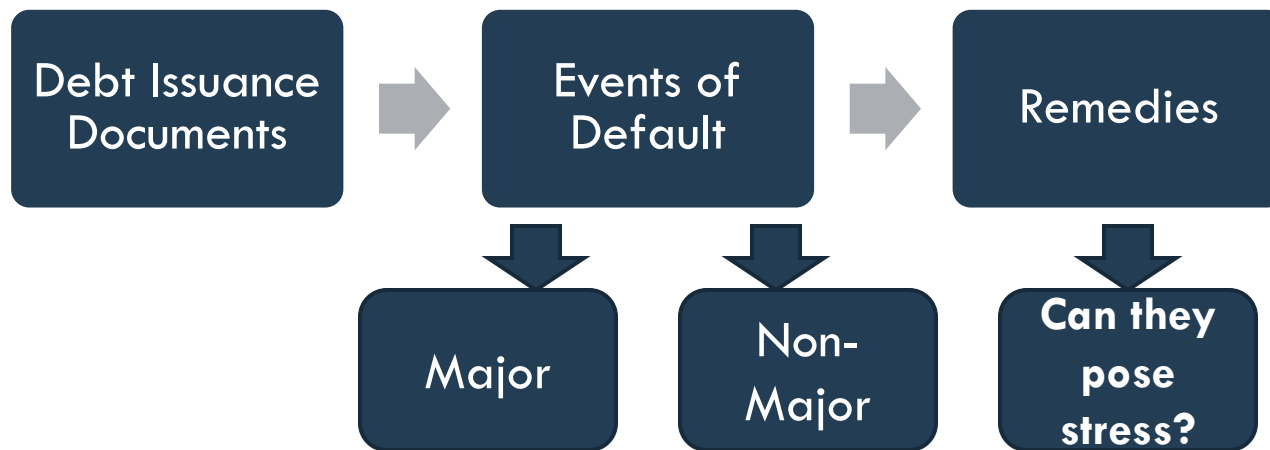 Debt Issuance
Documents
Events of
Default
Remedies
Major
Non-
Major
Can they
pose
stress?